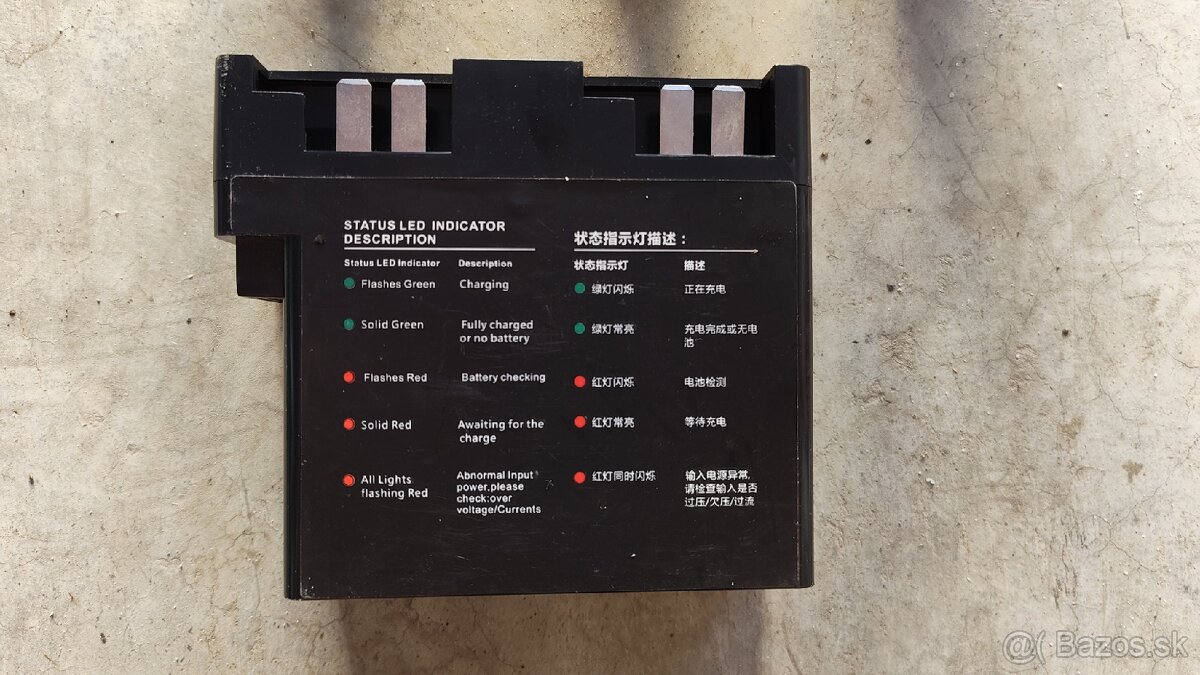 STATUS LED INDICATOR
DESCRIPTION
Status LED Indicator Description
Flashes Green Charging
Solid Green Fully charged
or no battery
Flashes Red Battery checking
Solid Red Awaiting for the
charge
All Lights Abnormal Input
flashing Red power,please
check:over
voltage/Currents
状态指示灯描述：
状态指示灯 描述
绿灯闪烁 正在充电
绿灯常亮 充电完成或无电
池
红灯闪烁 电池检测
红灯常亮 等待充电
红灯同时闪烁 输入电源异常,
请检查输入是否
过压/欠压/过流
@( Bazos.sk